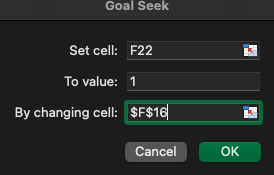 Goal Seek
Set cell: F22
To value: 1
By changing cell: $F$16
Cancel OK